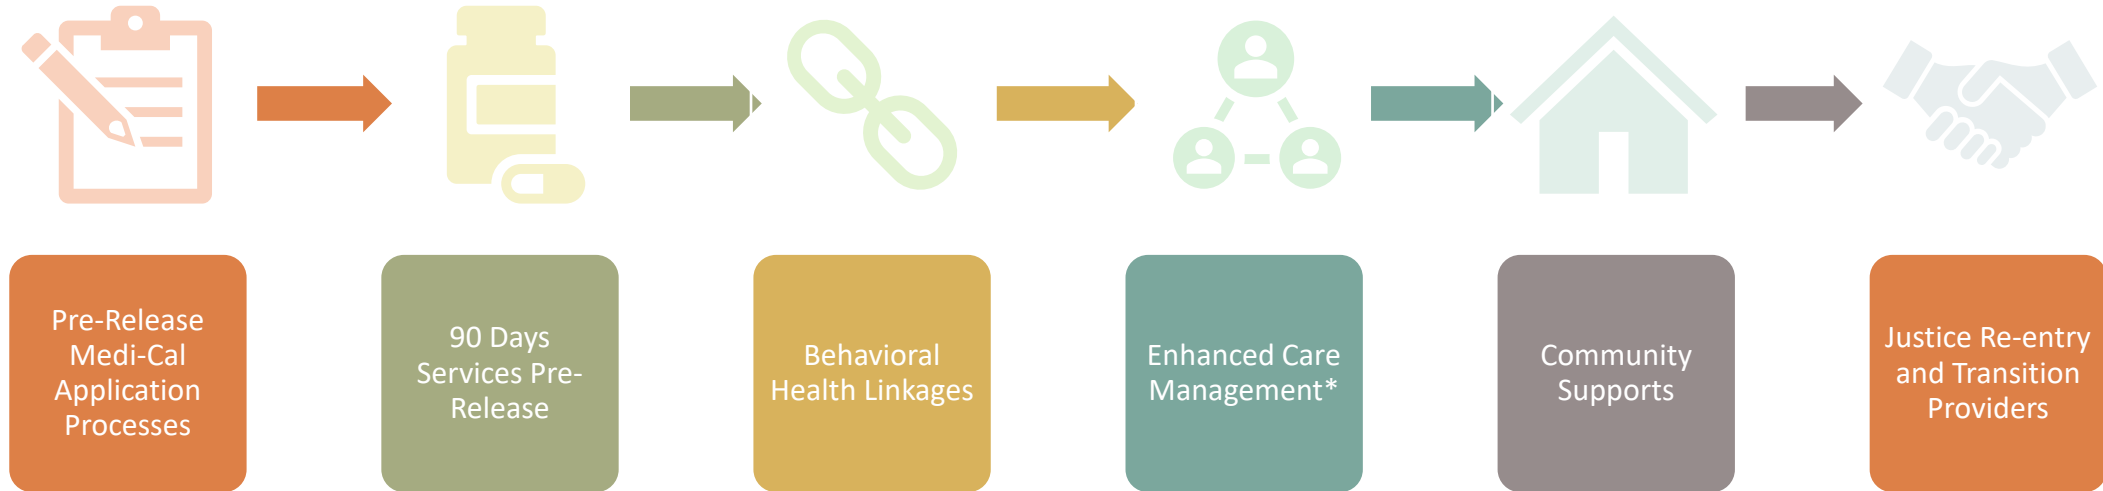 Pre-Release
Medi-Cal
Application
Processes
90 Days
Services Pre-
Release
Behavioral
Health Linkages
Enhanced Care
Management*
Community
Supports
Justice Re-entry
and Transition
Providers